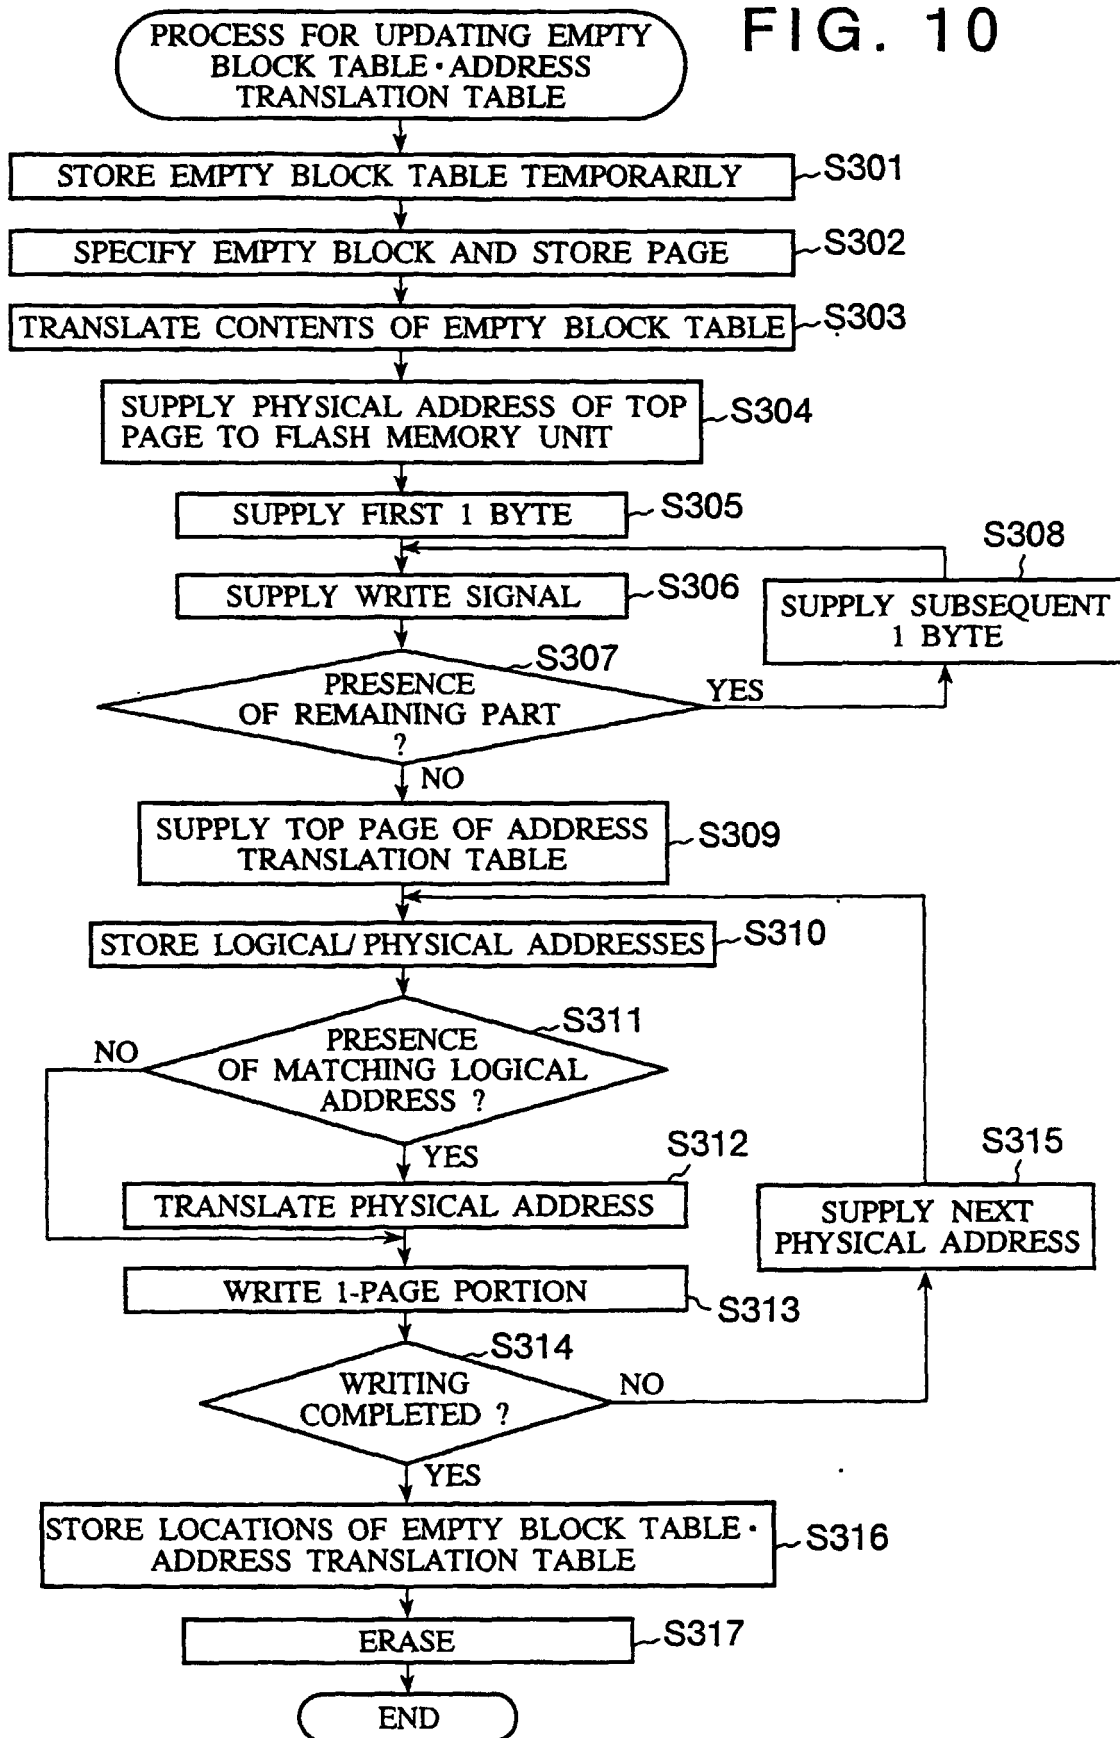 FIG. 10
PROCESS FOR UPDATING EMPTY
BLOCK TABLE·ADDRESS
TRANSLATION TABLE
STORE EMPTY BLOCK TABLE TEMPORARILY
S301
SPECIFY EMPTY BLOCK AND STORE PAGE
S302
TRANSLATE CONTENTS OF EMPTY BLOCK TABLE
S303
SUPPLY PHYSICAL ADDRESS OF TOP
PAGE TO FLASH MEMORY UNIT
S304
SUPPLY FIRST 1 BYTE
S305
SUPPLY WRITE SIGNAL
S306
S308
SUPPLY SUBSEQUENT
1 BYTE
S307
PRESENCE
OF REMAINING PART
?
YES
NO
SUPPLY TOP PAGE OF ADDRESS
TRANSLATION TABLE
S309
STORE LOGICAL/PHYSICAL ADDRESSES
S310
S311
PRESENCE
OF MATCHING LOGICAL
ADDRESS ?
NO
YES
S312
TRANSLATE PHYSICAL ADDRESS
S315
SUPPLY NEXT
PHYSICAL ADDRESS
WRITE 1-PAGE PORTION
S313
S314
WRITING
COMPLETED ?
NO
YES
STORE LOCATIONS OF EMPTY BLOCK TABLE·
ADDRESS TRANSLATION TABLE
S316
ERASE
S317
END